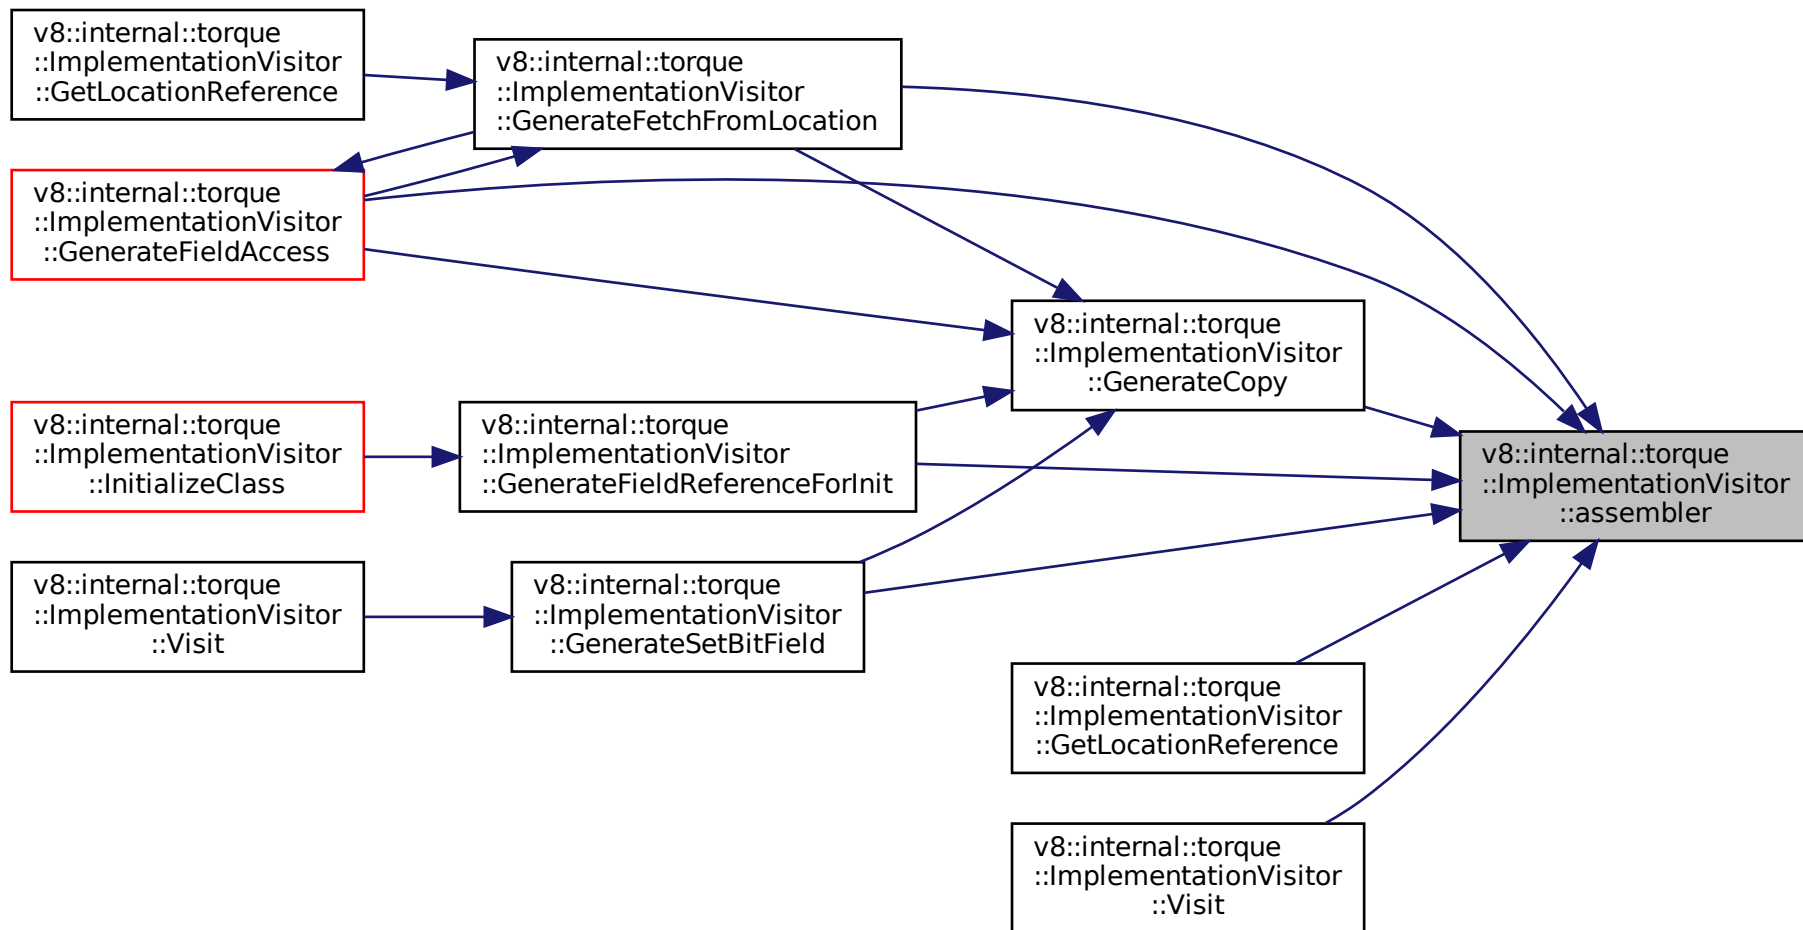 v8::internal::torque
::ImplementationVisitor
::GetLocationReference
v8::internal::torque
::ImplementationVisitor
::GenerateFetchFromLocation
v8::internal::torque
::ImplementationVisitor
::GenerateFieldAccess
v8::internal::torque
::ImplementationVisitor
::GenerateCopy
v8::internal::torque
::ImplementationVisitor
::InitializeClass
v8::internal::torque
::ImplementationVisitor
::GenerateFieldReferenceForInit
v8::internal::torque
::ImplementationVisitor
::assembler
v8::internal::torque
::ImplementationVisitor
::Visit
v8::internal::torque
::ImplementationVisitor
::GenerateSetBitField
v8::internal::torque
::ImplementationVisitor
::GetLocationReference
v8::internal::torque
::ImplementationVisitor
::Visit